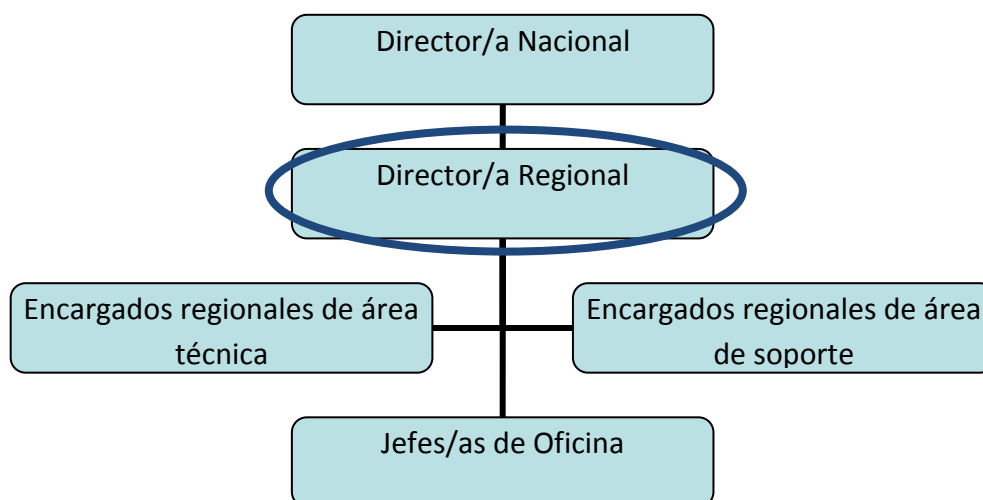 Director/a Nacional
Director/a Regional
Encargados regionales de área
técnica
Encargados regionales de área
de soporte
Jefes/as de Oficina